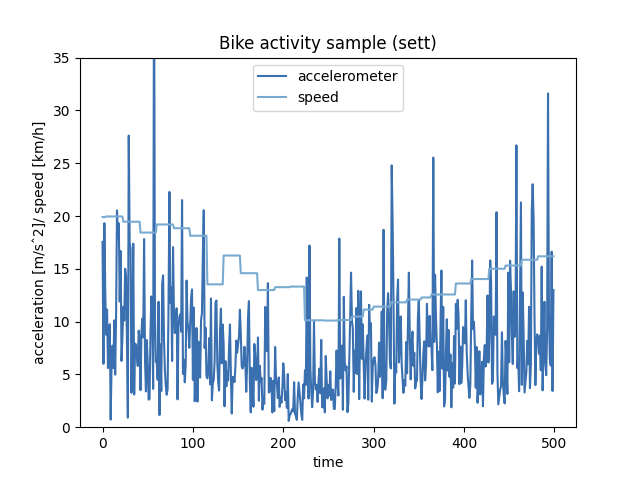 Bike activity sample (sett)
accelerometer
speed
acceleration [m/s^2]/ speed [km/h]
35
30
25
20
15
10
5
0
0 100 200 300 400 500
time